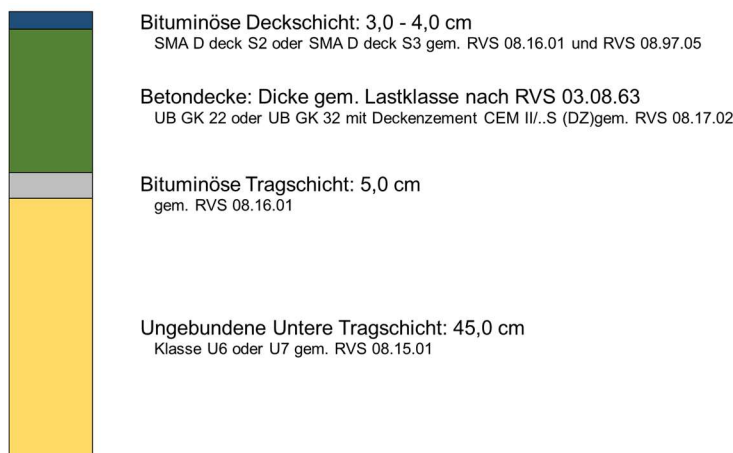 Bituminöse Deckschicht: 3,0 - 4,0 cm
SMA D deck S2 oder SMA D deck S3 gem. RVS 08.16.01 und RVS 08.97.05
Betondecke: Dicke gem. Lastklasse nach RVS 03.08.63
UB GK 22 oder UB GK 32 mit Deckenzement CEM II/..S (DZ)gem. RVS 08.17.02
Bituminöse Tragschicht: 5,0 cm
gem. RVS 08.16.01
Ungebundene Untere Tragschicht: 45,0 cm
Klasse U6 oder U7 gem. RVS 08.15.01